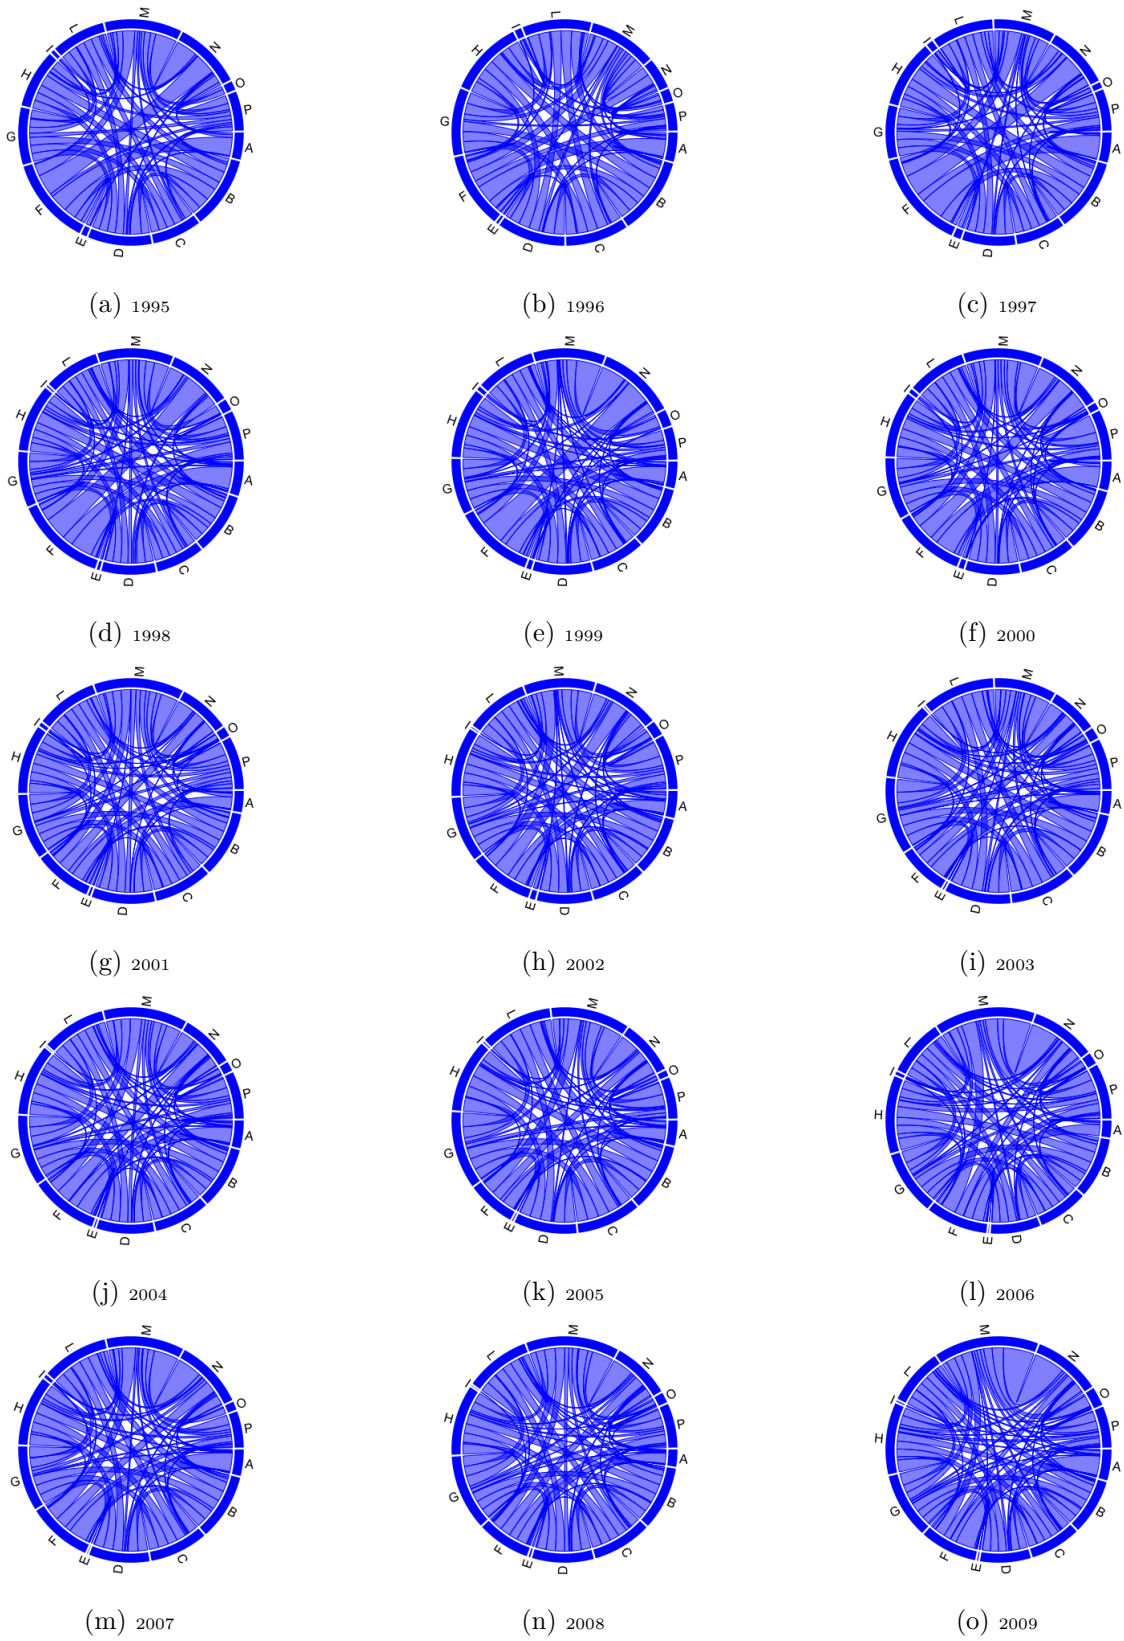 M
L N
I O
H P
G A
F B
E D C
L M
I N
H O
G P
F A
E B
D C
L M
I N
H O
G P
F A
E B
D C
(a) 1995 (b) 1996 (c) 1997
M
L N
I O
H P
G A
F B
E D C
M
L N
I O
H P
G A
F B
E D C
M
L N
I O
H P
G A
F B
E D C
(d) 1998 (e) 1999 (f) 2000
M
L N
I O
H P
G A
F B
E D C
M
L N
I O
H P
G A
F B
E D C
M
L N
I O
H P
G A
F B
E D C
(g) 2001 (h) 2002 (i) 2003
M
L N
I O
H P
G A
F B
E D C
M
L N
I O
H P
G A
F B
E D C
M
L N
I O
H P
G A
F B
E D C
(j) 2004 (k) 2005 (l) 2006
M
L N
I O
H P
G A
F B
E D C
M
L N
I O
H P
G A
F B
E D C
M
L N
I O
H P
G A
F B
E D C
(m) 2007 (n) 2008 (o) 2009